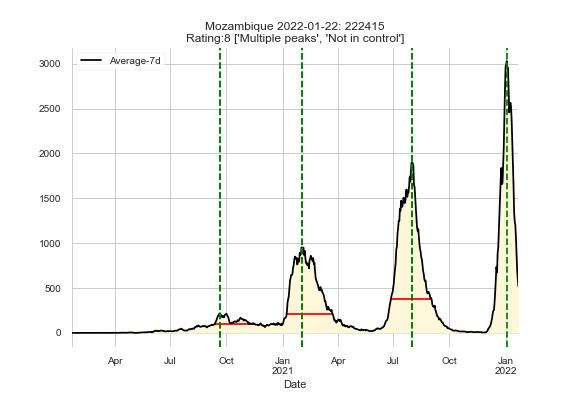 Mozambique 2022-01-22: 222415
Rating:8 ['Multiple peaks', 'Not in control']
Average-7d
3000
2500
2000
1500
1000
500
0
Apr Jul Oct Jan Apr Jul Oct Jan
2021 2022
Date